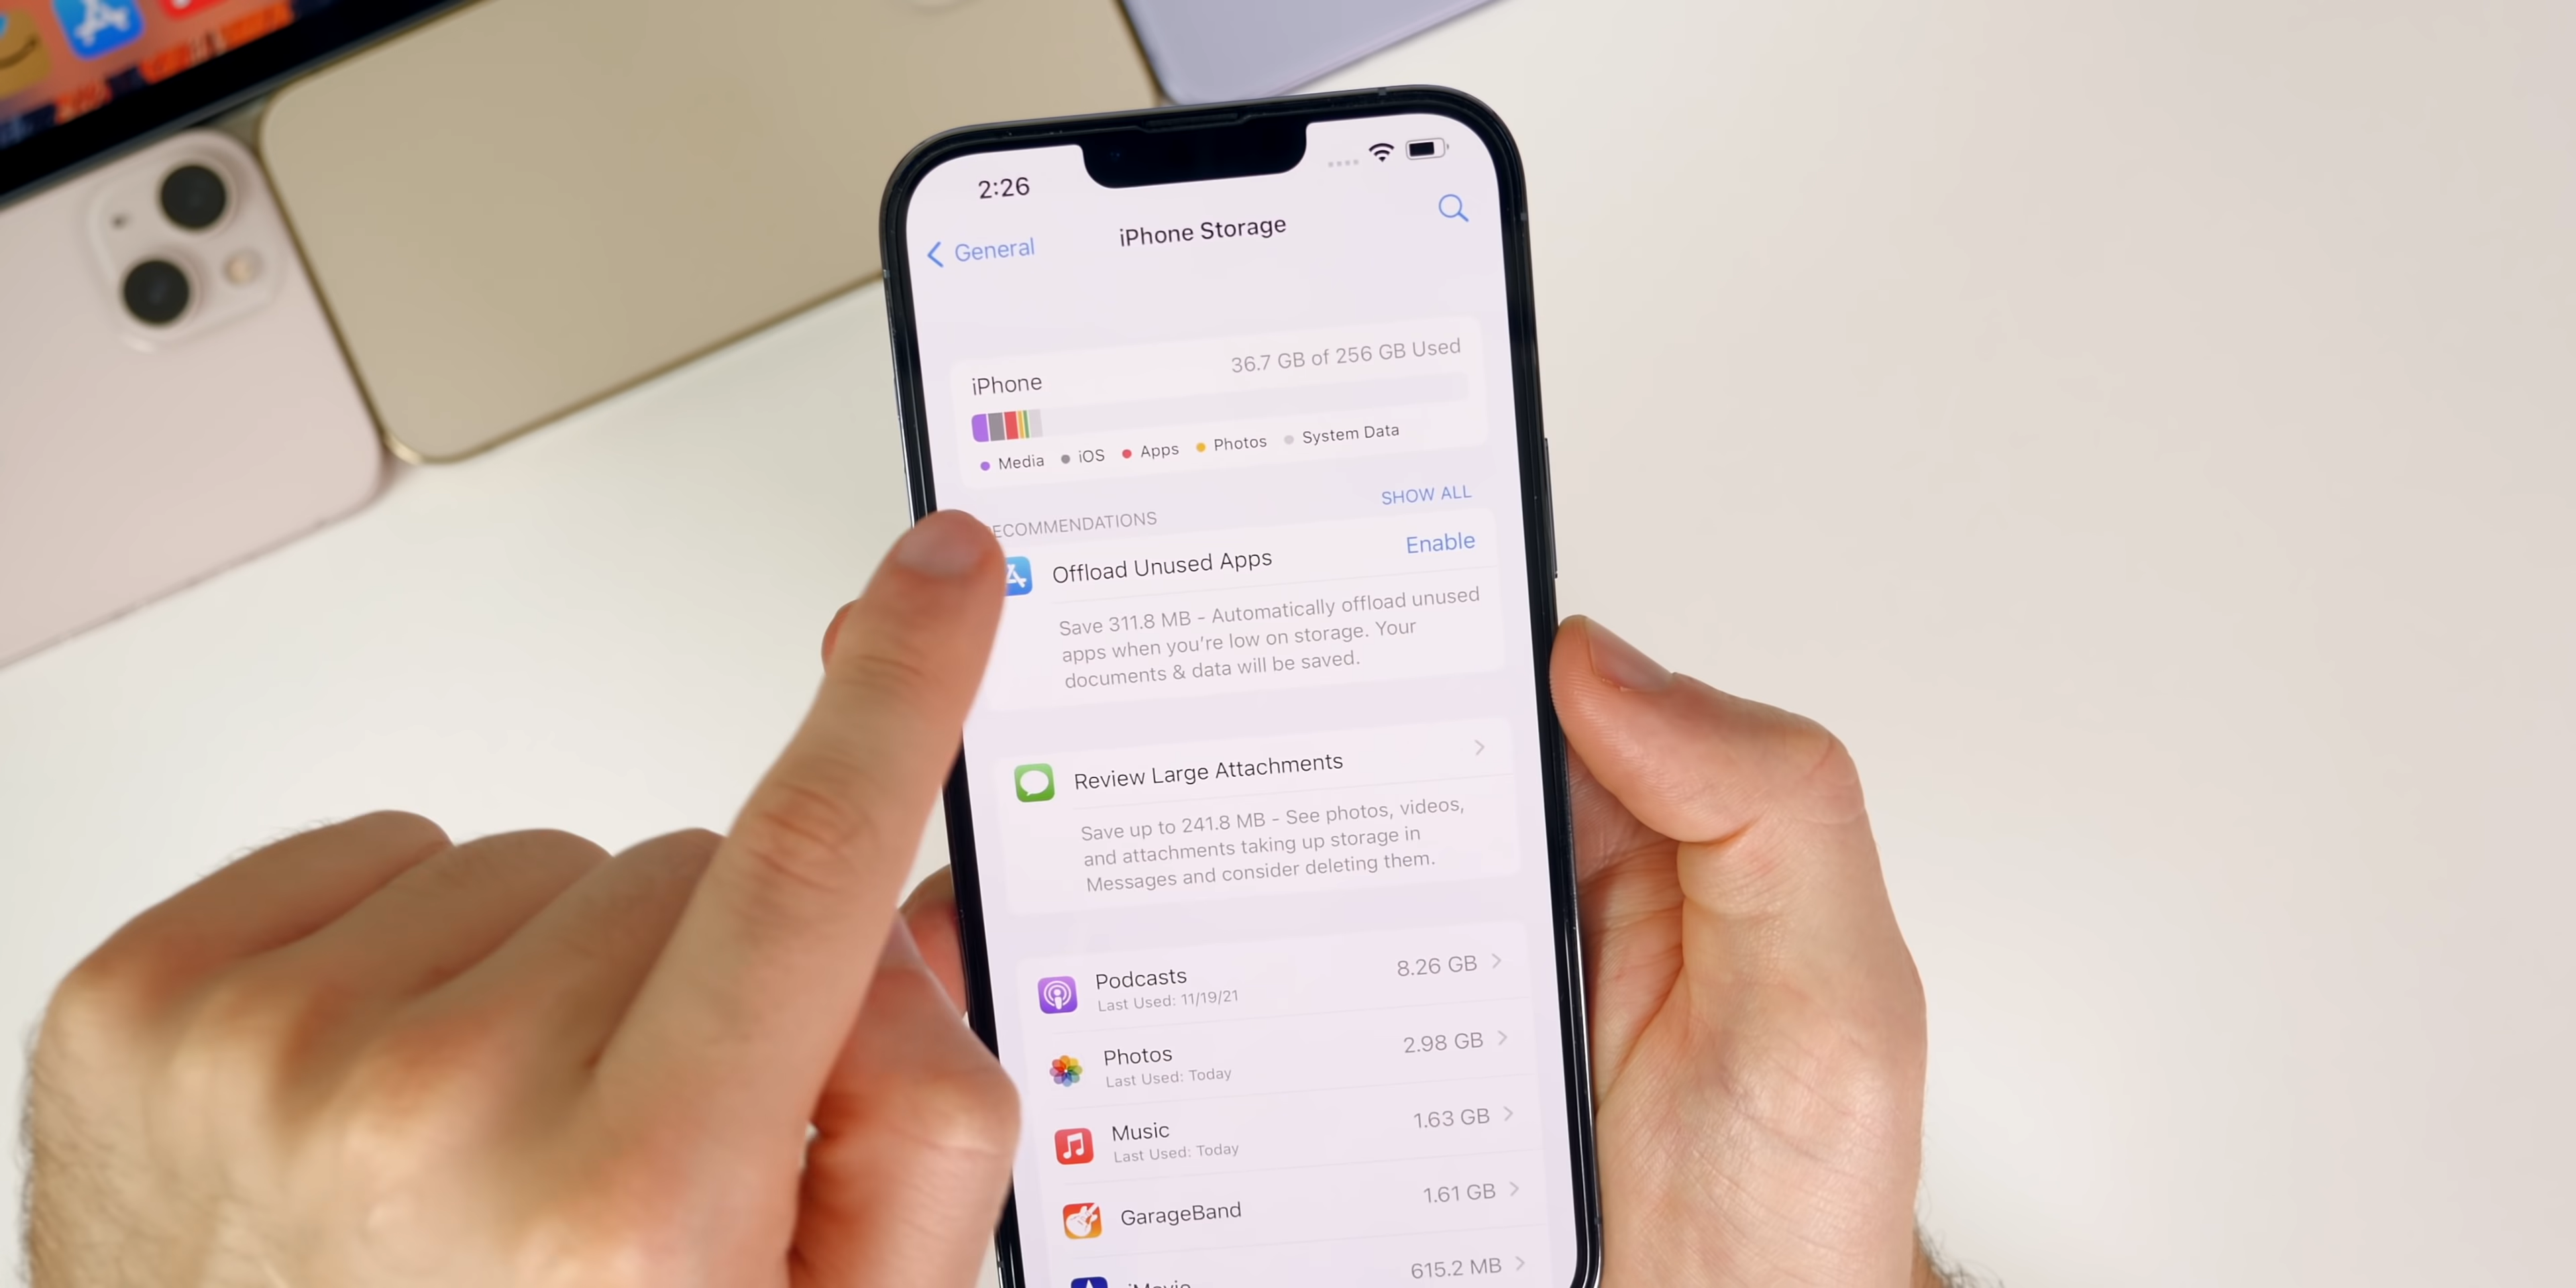 2:26
General
iPhone Storage
iPhone
36.7 GB of 256 GB Used
Media
iOS
Apps
Photos
System Data
ECOMMENDATIONS
SHOW ALL
Offload Unused Apps
Enable
Save 311.8 MB - Automatically offload unused
apps when you're low on storage. Your
documents & data will be saved.
Review Large Attachments
Save up to 241.8 MB - See photos, videos,
and attachments taking up storage in
Messages and consider deleting them.
Podcasts
8.26 GB
Last Used: 11/19/21
Photos
2.98 GB
Last Used: Today
Music
1.63 GB
Last Used: Today
GarageBand
1.61 GB
iMovie
615.2 MB